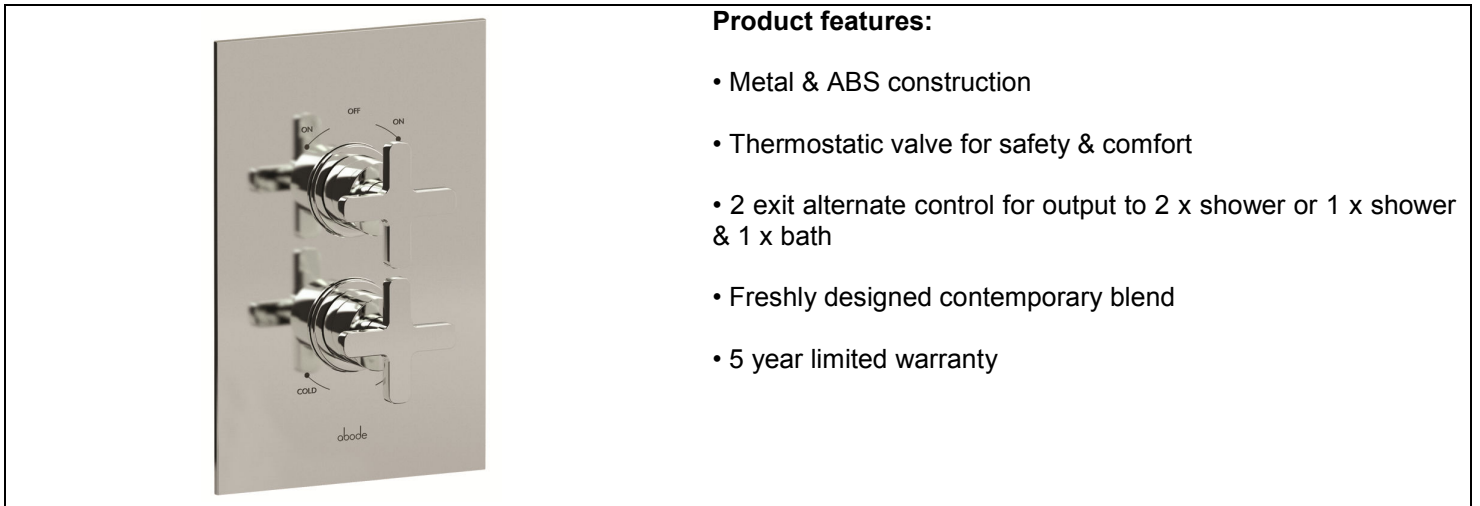 OFF
ON
ON
COLD
abode
Product features:
• Metal & ABS construction
• Thermostatic valve for safety & comfort
• 2 exit alternate control for output to 2 x shower or 1 x shower
& 1 x bath
• Freshly designed contemporary blend
• 5 year limited warranty